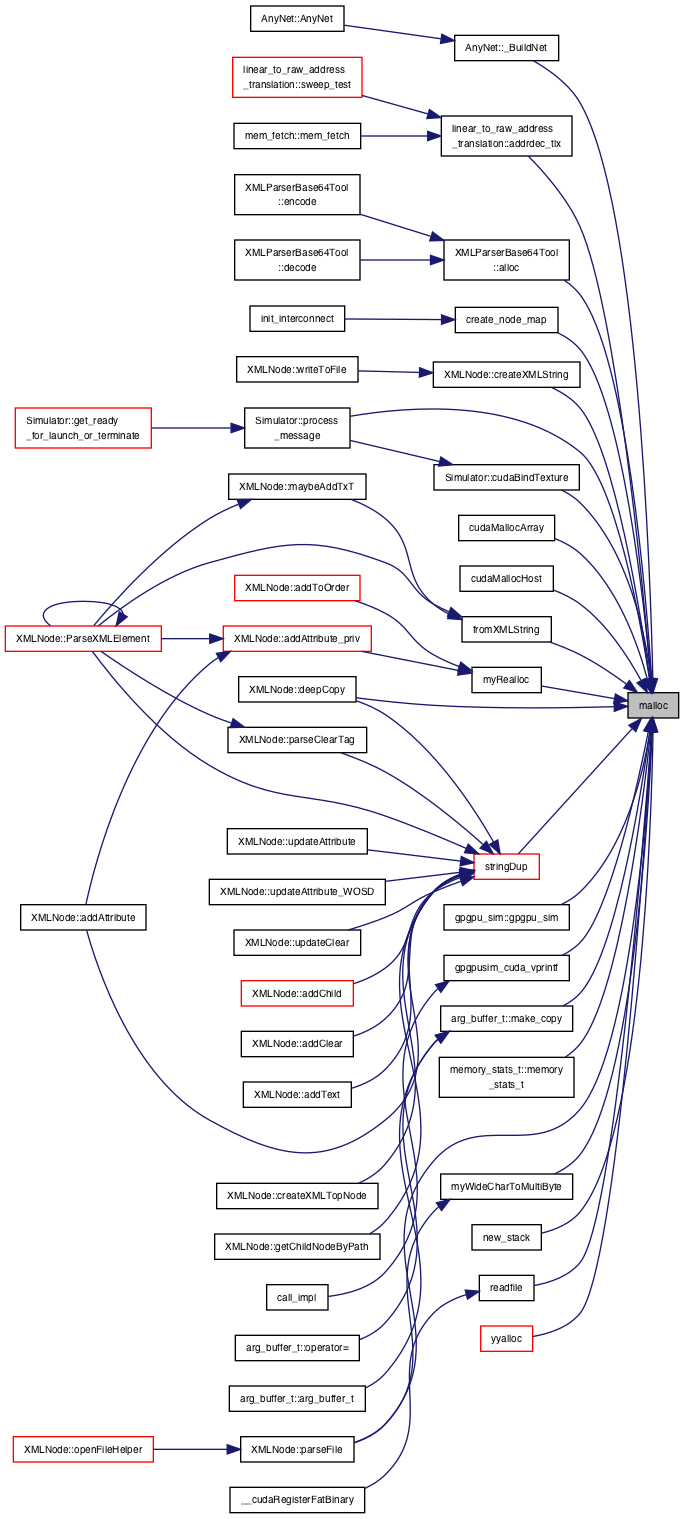 AnyNet::AnyNet
AnyNet::_BuildNet
linear_to_raw_address
_translation::sweep_test
linear_to_raw_address
_translation::addrdec_tlx
mem_fetch::mem_fetch
XMLParserBase64Tool
::encode
XMLParserBase64Tool
::decode
XMLParserBase64Tool
::alloc
init_interconnect
create_node_map
XMLNode::writeToFile
XMLNode::createXMLString
Simulator::get_ready
_for_launch_or_terminate
Simulator::process
_message
Simulator::cudaBindTexture
XMLNode::maybeAddTxT
cudaMallocArray
cudaMallocHost
XMLNode::addToOrder
XMLNode::ParseXMLElement
XMLNode::addAttribute_priv
fromXMLString
myRealloc
XMLNode::deepCopy
malloc
XMLNode::parseClearTag
XMLNode::updateAttribute
stringDup
XMLNode::updateAttribute_WOSD
XMLNode::addAttribute
gpgpu_sim::gpgpu_sim
XMLNode::updateClear
gpgpusim_cuda_vprintf
XMLNode::addChild
arg_buffer_t::make_copy
XMLNode::addClear
memory_stats_t::memory
_stats_t
XMLNode::addText
XMLNode::createXMLTopNode
myWideCharToMultiByte
XMLNode::getChildNodeByPath
new_stack
call_impl
readfile
arg_buffer_t::operator=
yyalloc
arg_buffer_t::arg_buffer_t
XMLNode::openFileHelper
XMLNode::parseFile
__cudaRegisterFatBinary